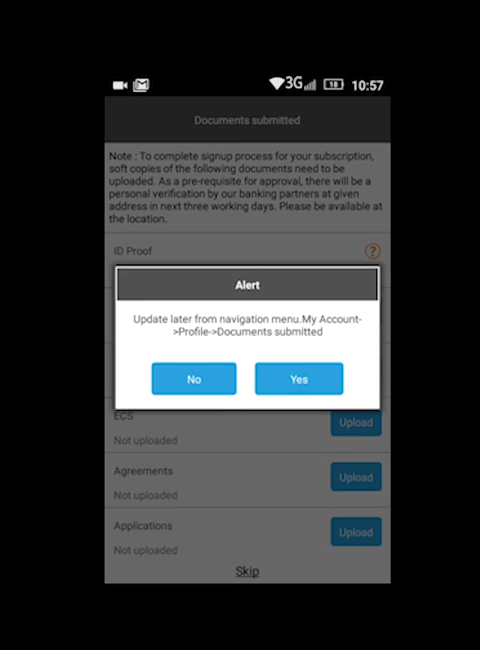 3G 18 10:57
Documents submitted
Note : To complete signup process for your subscription,
soft copies of the following documents need to be
uploaded. As a pre-requisite for approval, there will be a
personal verification by our banking partners at given
address in next three working days. Please be available at
the location.
ID Proof ?
Alert
Update later from navigation menu.My Account-
>Profile->Documents submitted
No Yes
ECS Upload
Not uploaded
Agreements Upload
Not uploaded
Applications Upload
Not uploaded
Skip